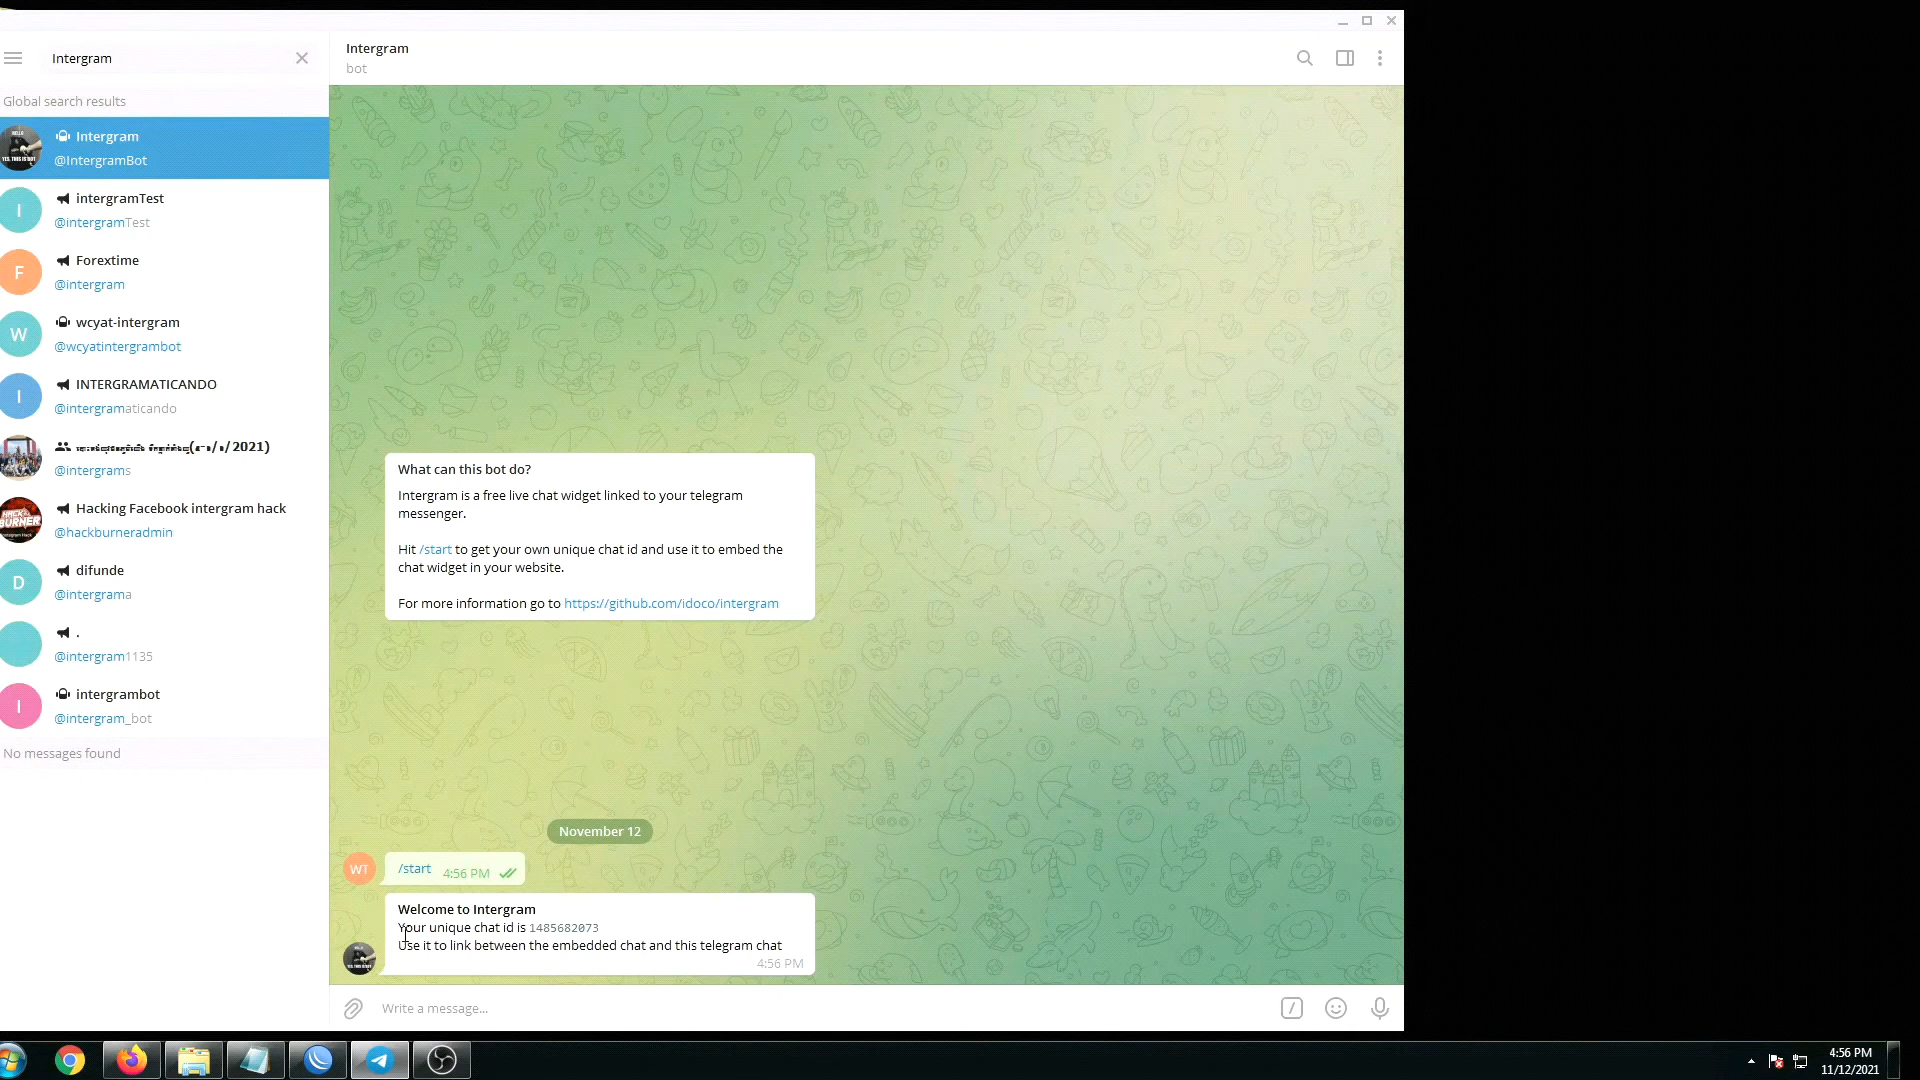 Intergram
Global search results
Intergram
@IntergramBot
intergramTest
@intergramTest
Forextime
@intergram
wcyat-intergram
@wcyatintergrambot
INTERGRAMATICANDO
@intergramaticando
/2021)
@intergrams
Hacking Facebook intergram hack
@hackburneradmin
difunde
@intergrama
.
@intergram1135
intergrambot
@intergram_bot
No messages found
I
F
W
I
D
I
Intergram
bot
What can this bot do?
Intergram is a free live chat widget linked to your telegram
messenger.
Hit /start to get your own unique chat id and use it to embed the
chat widget in your website.
For more information go to https://github.com/idoco/intergram
November 12
WT
/start 4:56 PM
Welcome to Intergram
Your unique chat id is 1485682073
Use it to link between the embedded chat and this telegram chat
4:56 PM
Write a message...
4:56 PM
11/12/2021